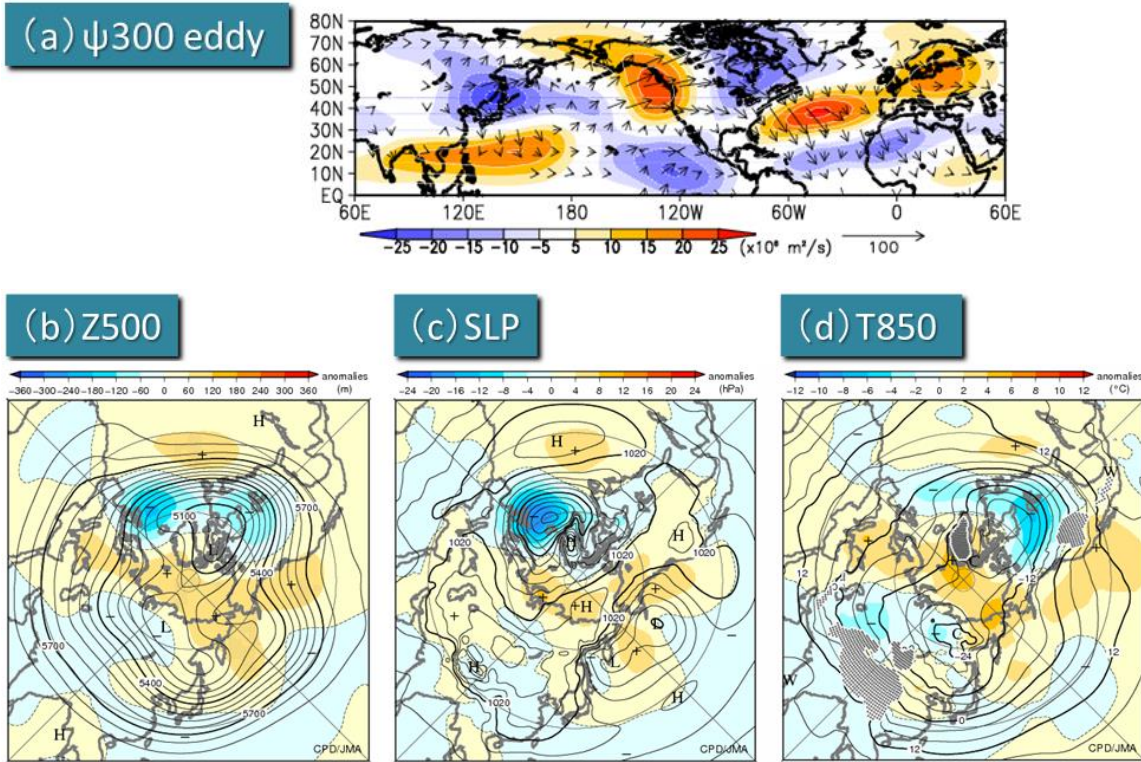 (a)ψ300 eddy
80N
70N
60N
50N
40N
30N
20N
10N
EQ
60E 120E 180 120W 60W 0 60E
-25 -20 -15 -10 -5 5 10 15 20 25 (x10⁶ m²/s) 100
(b)Z500
(c)SLP
(d)T850
-360 -300 -240 -180 -120 -60 0 60 120 180 240 300 360 anomalies
(m)
-24 -20 -16 -12 -8 -4 0 4 8 12 16 20 24 anomalies
(hPa)
-12 -10 -8 -6 -4 -2 0 2 4 6 8 10 12 anomalies
(°C)
H
5100
5700
L
5400
L
5700
5400
5700
H
CPD/JMA
H
1020
H
1020
1020
1020
H
1020
L
H
1020
H
CPD/JMA
12
W
-12
12
12
C
-24
W
0
12
12
CPD/JMA